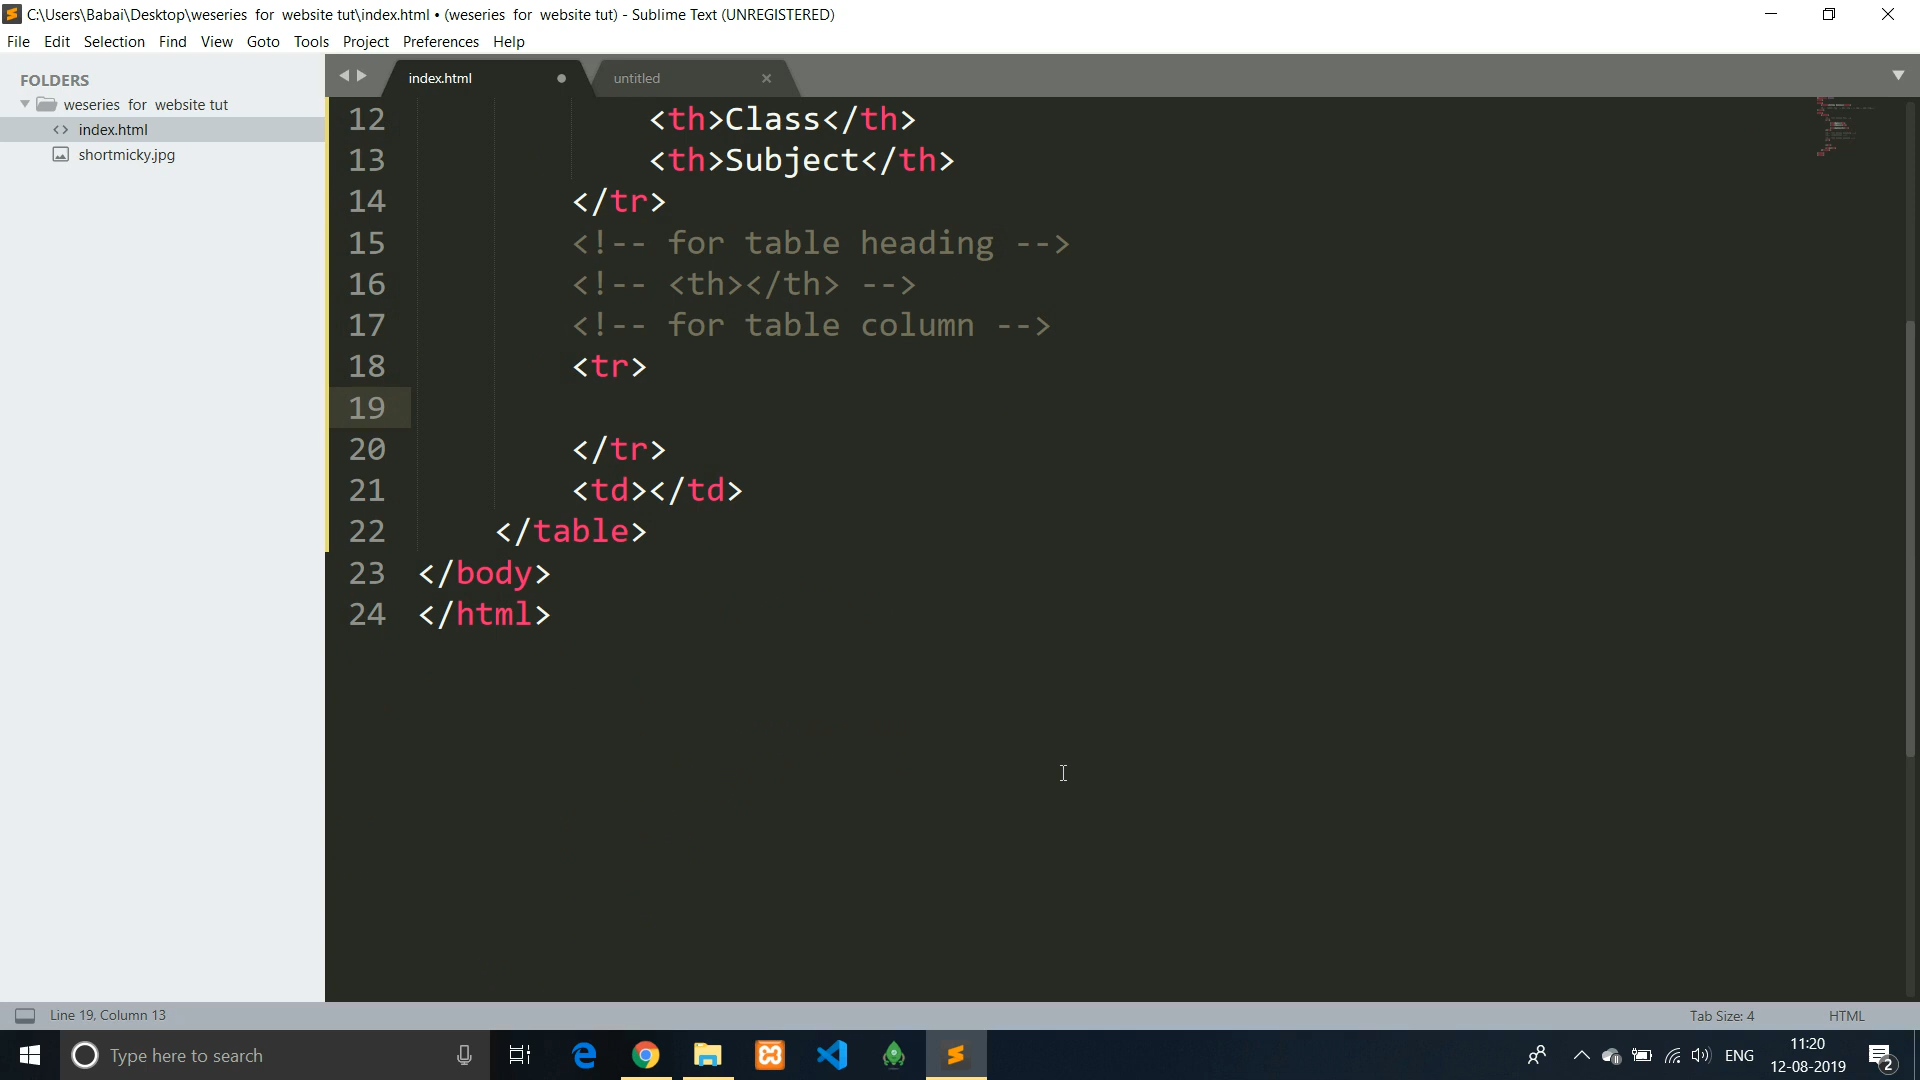 C:\Users\Babai\Desktop\weseries for website tut\index.html • (weseries for website tut) - Sublime Text (UNREGISTERED)
File Edit Selection Find View Goto Tools Project Preferences Help
FOLDERS
weseries for website tut
<> index.html
shortmicky.jpg
index.html
untitled
12 <th>Class</th>
13 <th>Subject</th>
14 </tr>
15 <!-- for table heading -->
16 <!-- <th></th> -->
17 <!-- for table column -->
18 <tr>
19
20 </tr>
21 <td></td>
22 </table>
23 </body>
24 </html>
Line 19, Column 13
Tab Size: 4
HTML
Type here to search
ENG
11:20
12-08-2019
2